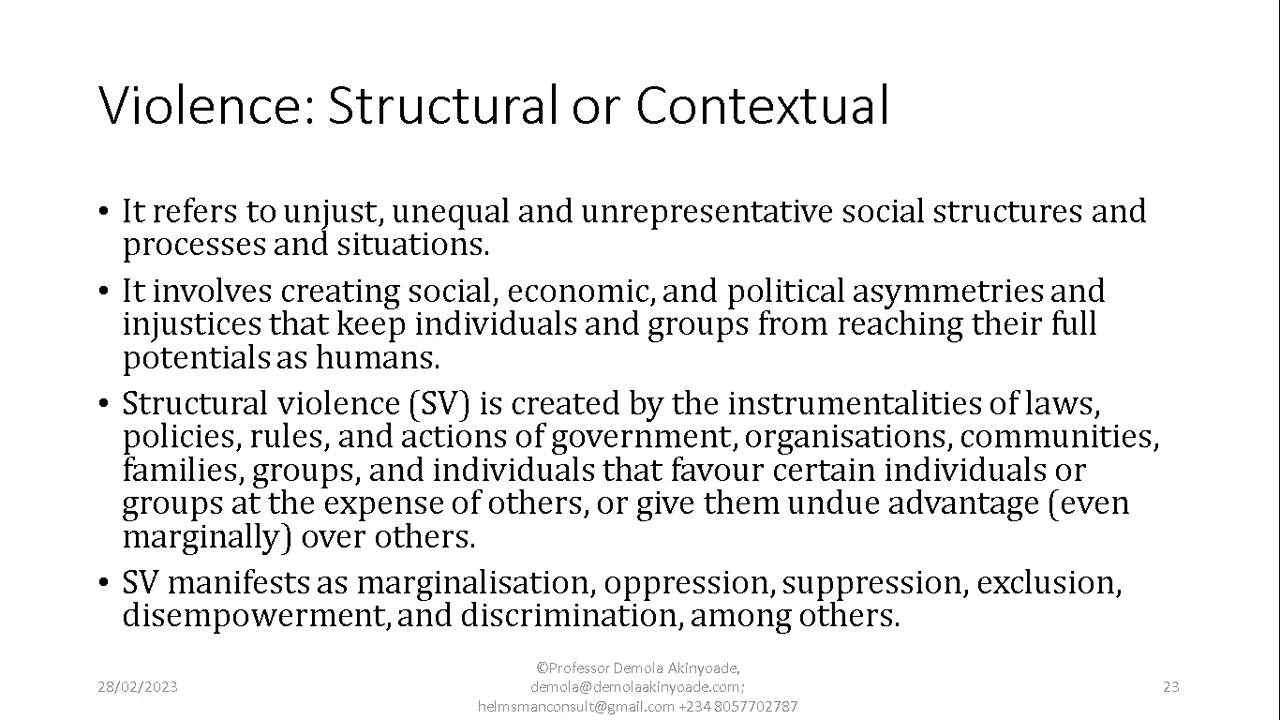 Violence: Structural or Contextual
• It refers to unjust, unequal and unrepresentative social structures and
processes and situations.
• It involves creating social, economic, and political asymmetries and
injustices that keep individuals and groups from reaching their full
potentials as humans.
• Structural violence (SV) is created by the instrumentalities of laws,
policies, rules, and actions of government, organisations, communities,
families, groups, and individuals that favour certain individuals or
groups at the expense of others, or give them undue advantage (even
marginally) over others.
• SV manifests as marginalisation, oppression, suppression, exclusion,
disempowerment, and discrimination, among others.
28/02/2023
©Professor Demola Akinyoade,
demola@demolaakinyoade.com;
helmsmanconsult@gmail.com +234 8057702787
23